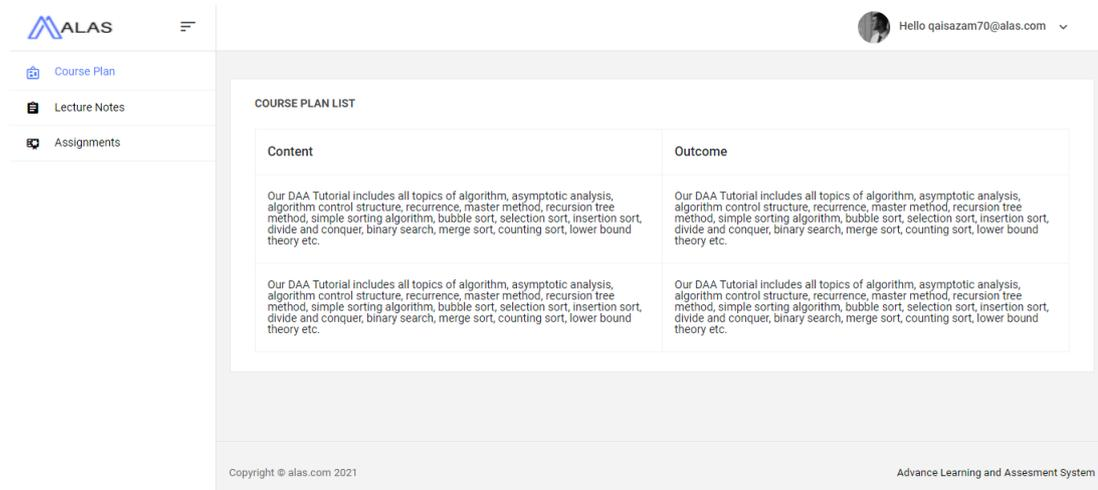 ALAS
Hello qaisazam70@alas.com
Course Plan
Lecture Notes
Assignments
COURSE PLAN LIST
Content
Outcome
Our DAA Tutorial includes all topics of algorithm, asymptotic analysis,
algorithm control structure, recurrence, master method, recursion tree
method, simple sorting algorithm, bubble sort, selection sort, insertion sort,
divide and conquer, binary search, merge sort, counting sort, lower bound
theory etc.
Our DAA Tutorial includes all topics of algorithm, asymptotic analysis,
algorithm control structure, recurrence, master method, recursion tree
method, simple sorting algorithm, bubble sort, selection sort, insertion sort,
divide and conquer, binary search, merge sort, counting sort, lower bound
theory etc.
Our DAA Tutorial includes all topics of algorithm, asymptotic analysis,
algorithm control structure, recurrence, master method, recursion tree
method, simple sorting algorithm, bubble sort, selection sort, insertion sort,
divide and conquer, binary search, merge sort, counting sort, lower bound
theory etc.
Our DAA Tutorial includes all topics of algorithm, asymptotic analysis,
algorithm control structure, recurrence, master method, recursion tree
method, simple sorting algorithm, bubble sort, selection sort, insertion sort,
divide and conquer, binary search, merge sort, counting sort, lower bound
theory etc.
Copyright © alas.com 2021
Advance Learning and Assesment System